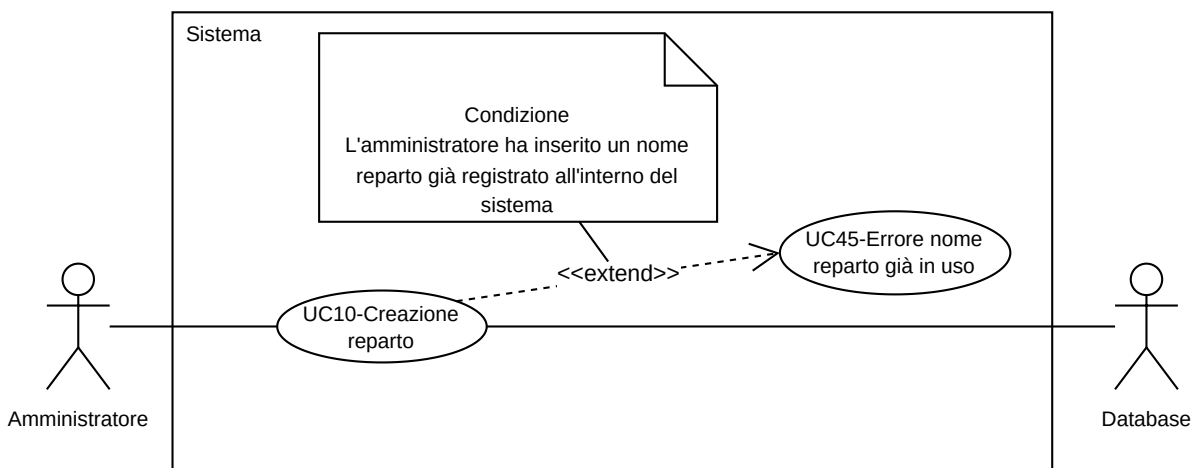 Sistema
Condizione
L'amministratore ha inserito un nome
reparto già registrato all'interno del
sistema
UC45-Errore nome
reparto già in uso
<<extend>>
UC10-Creazione
reparto
Amministratore
Database